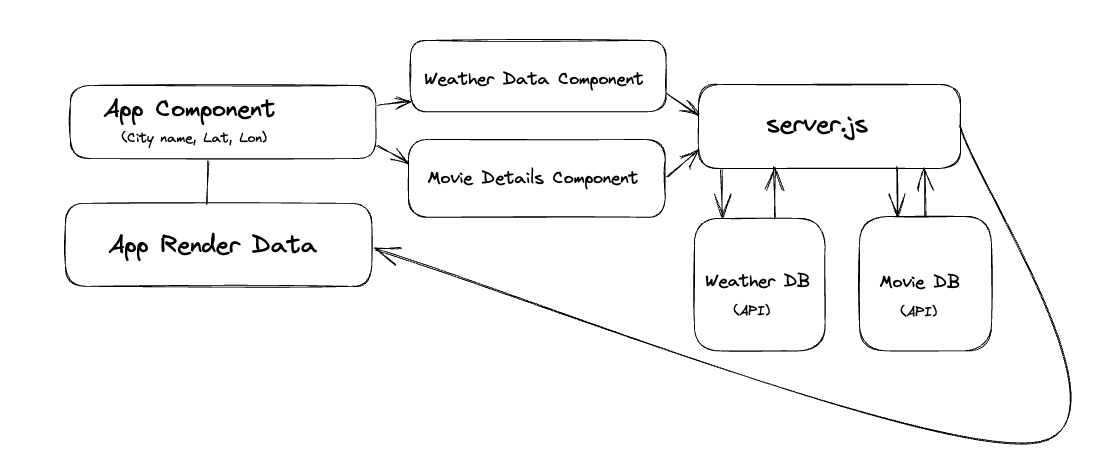 App Component
(City name, Lat, Lon)
Weather Data Component
Movie Details Component
server.js
App Render Data
Weather DB
(API)
Movie DB
(API)